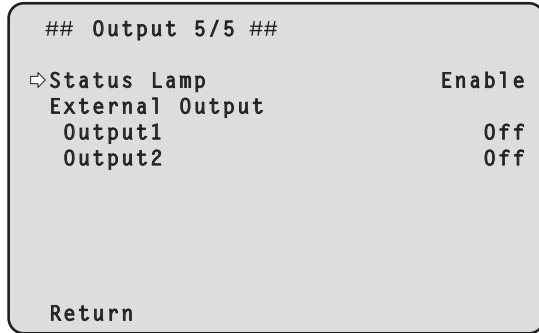 ## Output 5/5 ##
⇨Status Lamp Enable
External Output
Output1 Off
Output2 Off
Return